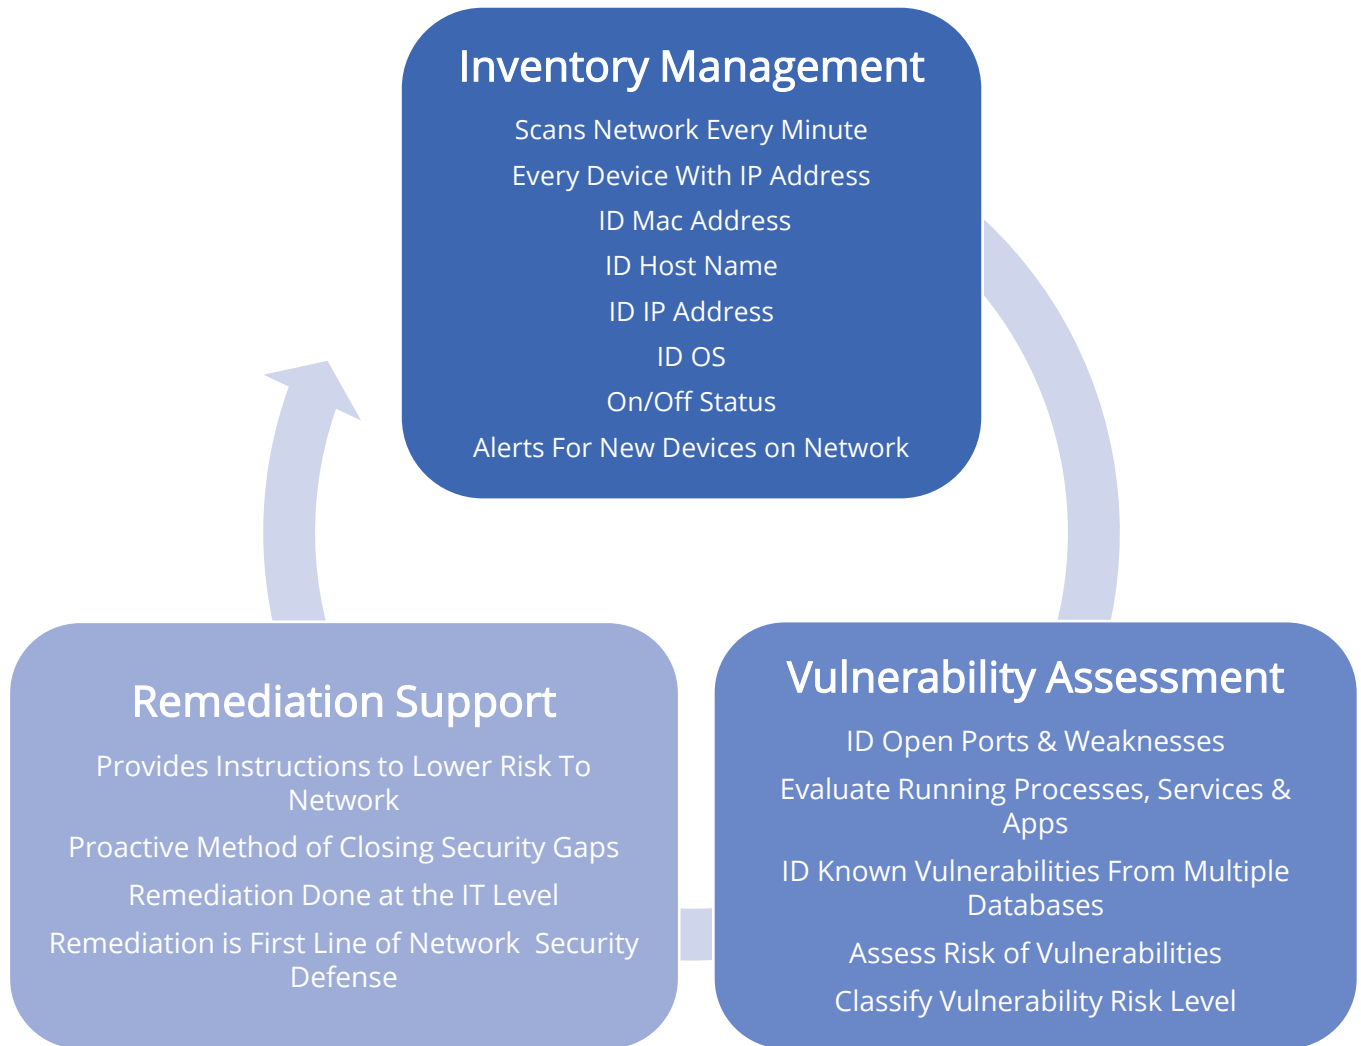 Inventory Management
Scans Network Every Minute
Every Device With IP Address
ID Mac Address
ID Host Name
ID IP Address
ID OS
On/Off Status
Alerts For New Devices on Network
Vulnerability Assessment
ID Open Ports & Weaknesses
Evaluate Running Processes, Services &
Apps
ID Known Vulnerabilities From Multiple
Databases
Assess Risk of Vulnerabilities
Classify Vulnerability Risk Level
Remediation Support
Provides Instructions to Lower Risk To
Network
Proactive Method of Closing Security Gaps
Remediation Done at the IT Level
Remediation is First Line of Network  Security
Defense